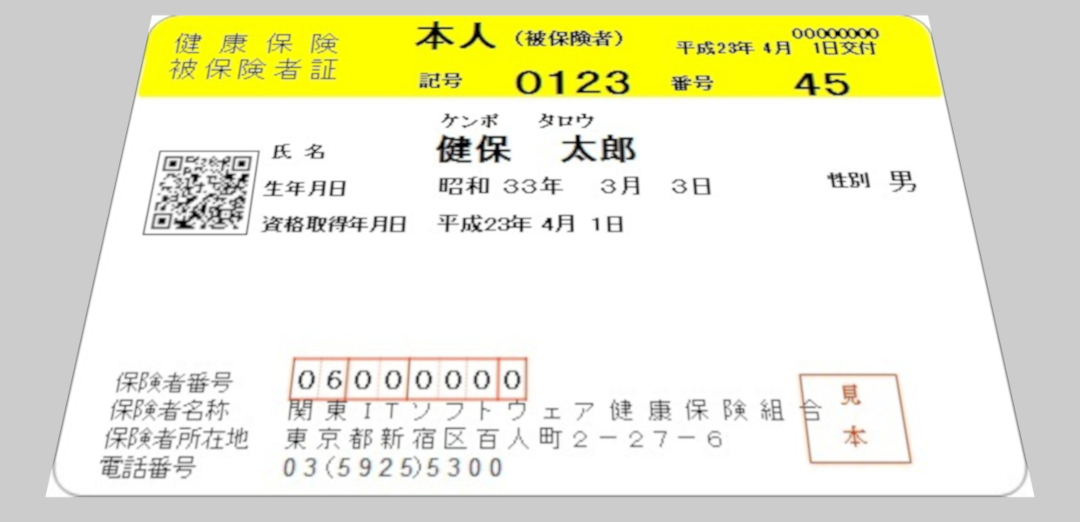 00000000
健康保険 本人(被保険者) 平成23年 4月 1日交付
被保険者証 記号 0123 番号 45
ケンポ タロウ
氏名 健保 太郎
生年月日 昭和 33年 3月 3日 性別 男
資格取得年月日 平成23年 4月 1日
保険者番号 06000000
保険者名称 関東ITソフトウェア健康保険組合
保険者所在地 東京都新宿区百人町2-27-6
電話番号 03(5925)5300
見
本